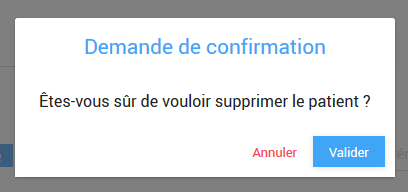 Demande de confirmation
Êtes-vous sûr de vouloir supprimer le patient ?
Annuler
Valider